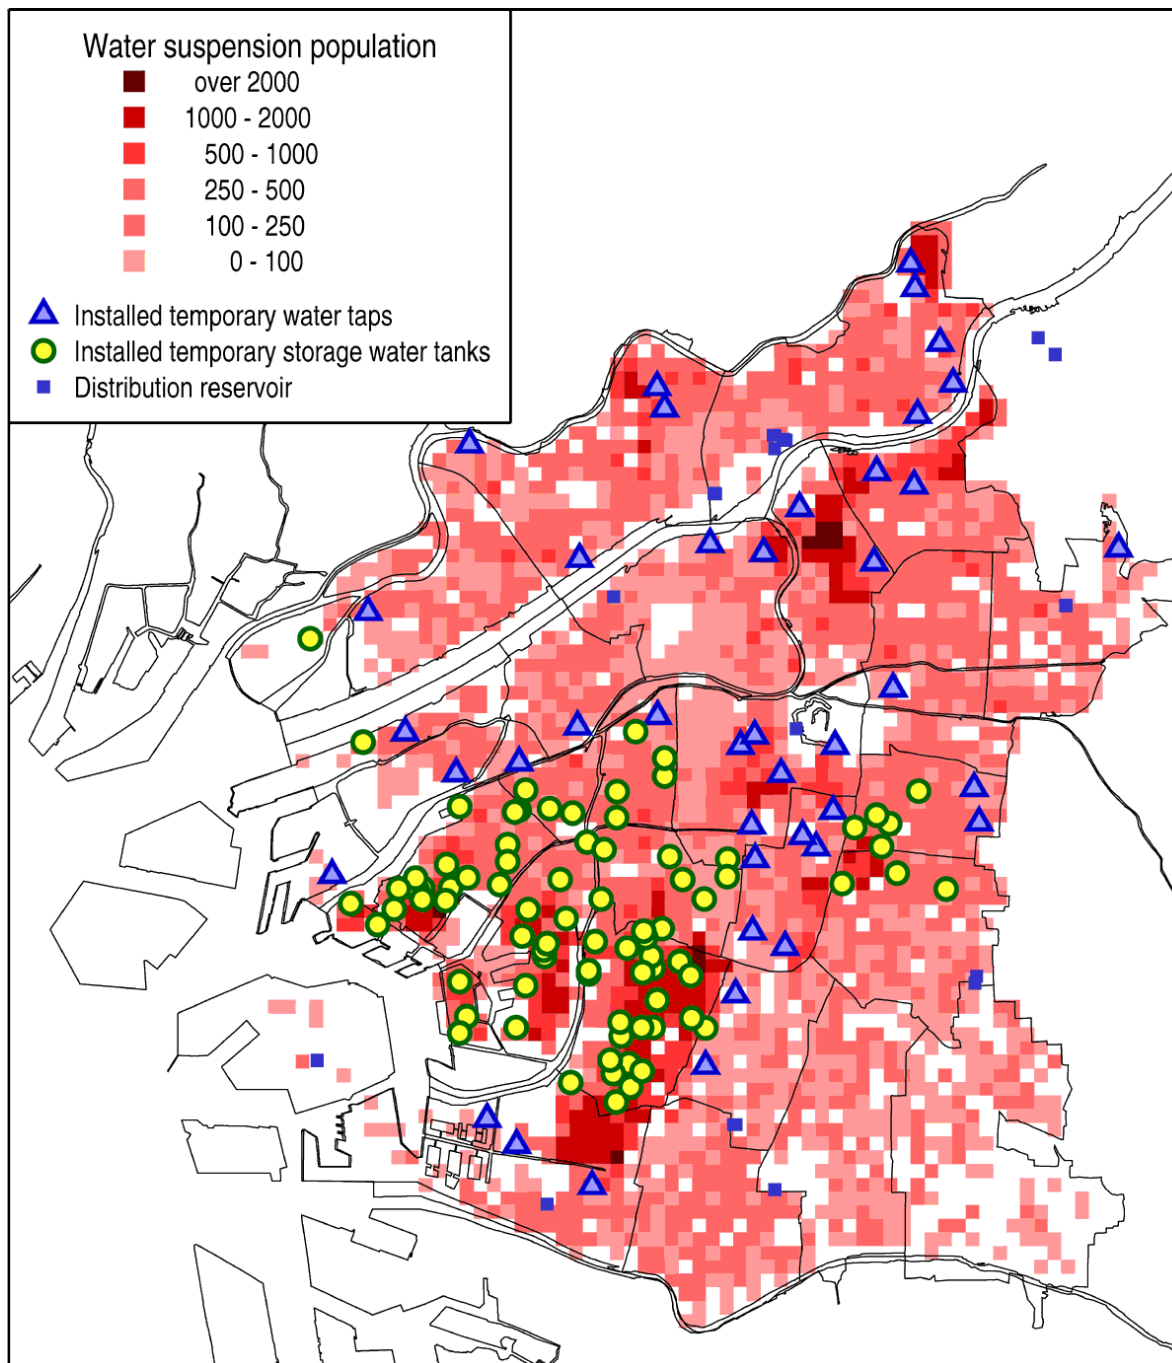 Water suspension population
over 2000
1000 - 2000
500 - 1000
250 - 500
100 - 250
0 - 100
Installed temporary water taps
Installed temporary storage water tanks
Distribution reservoir